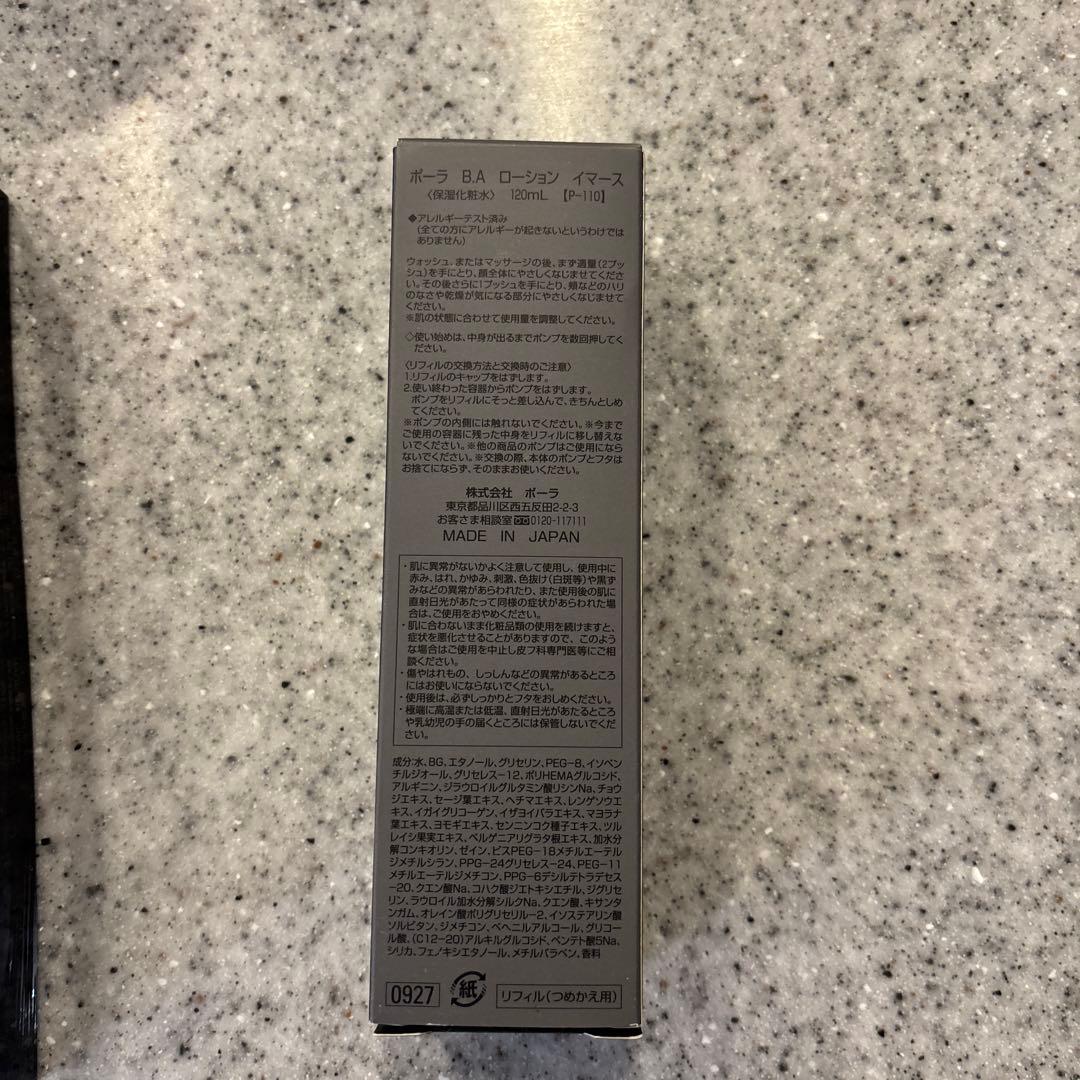 ポーラ B.A ローション イマース
〈保湿化粧水〉 120mL 【P-110】
◆アレルギーテスト済み
(全ての方にアレルギーが起きないというわけでは
ありません)
ウォッシュ、またはマッサージの後、まず適量(2プッ
シュ)を手にとり、顔全体にやさしくなじませてくださ
い。その後さらに1プッシュを手にとり、頬などのハリ
のなさや乾燥が気になる部分にやさしくなじませて
ください。
※肌の状態に合わせて使用量を調整してください。
◇使い始めは、中身が出るまでポンプを数回押してく
ださい。
〈リフィルの交換方法と交換時のご注意〉
1.リフィルのキャップをはずします。
2.使い終わった容器からポンプをはずします。
ポンプをリフィルにそっと差し込んで、きちんとしめ
てください。
※ポンプの内側には触れないでください。※今まで
ご使用の容器に残った中身をリフィルに移し替えな
いでください。※他の商品のポンプはご使用になら
ないでください。※交換の際、本体のポンプとフタは
お捨てにならず、そのままお使いください。
株式会社 ポーラ
東京都品川区西五反田2-2-3
お客さま相談室0120-117111
MADE IN JAPAN
・肌に異常がないかよく注意して使用し、使用中に
赤み、はれ、かゆみ、刺激、色抜け(白斑等)や黒ず
みなどの異常があらわれたり、また使用後の肌に
直射日光があたって同様の症状があらわれた場
合は、ご使用をおやめください。
・肌に合わないまま化粧品類の使用を続けますと、
症状を悪化させることがありますので、このよう
な場合はご使用を中止し皮フ科専門医等にご相
談ください。
・傷やはれもの、しっしんなどの異常があるところ
にはお使いにならないでください。
・使用後は、必ずしっかりとフタをおしめください。
・極端に高温または低温、直射日光があたるところ
や乳幼児の手の届くところには保管しないでくだ
さい。
成分:水、BG、エタノール、グリセリン、PEG-8、イソペン
チルジオール、グリセレス-12、ポリHEMAグルコシド、
アルギニン、ジラウロイルグルタミン酸リシンNa、チョウ
ジエキス、セージ葉エキス、ヘチマエキス、レンゲソウエ
キス、イガイグリコーゲン、イザヨイバラエキス、マヨラナ
葉エキス、ヨモギエキス、センニンコク種子エキス、ツル
レイシ果実エキス、ベルゲニアリグラタ根エキス、加水分
解コンキオリン、ゼイン、ビスPEG-18メチルエーテル
ジメチルシラン、PPG-24グリセレス-24、PEG-11
メチルエーテルジメチコン、PPG-6デシルテトラデセス
-20、クエン酸Na、コハク酸ジエトキシエチル、ジグリセ
リン、ラウロイル加水分解シルクNa、クエン酸、キサンタ
ンガム、オレイン酸ポリグリセリル-2、イソステアリン酸
ソルビタン、ジメチコン、ベヘニルアルコール、グリコー
ル酸、(C12-20)アルキルグルコシド、ペンテト酸5Na、
シリカ、フェノキシエタノール、メチルパラベン、香料
0927 紙 リフィル(つめかえ用)